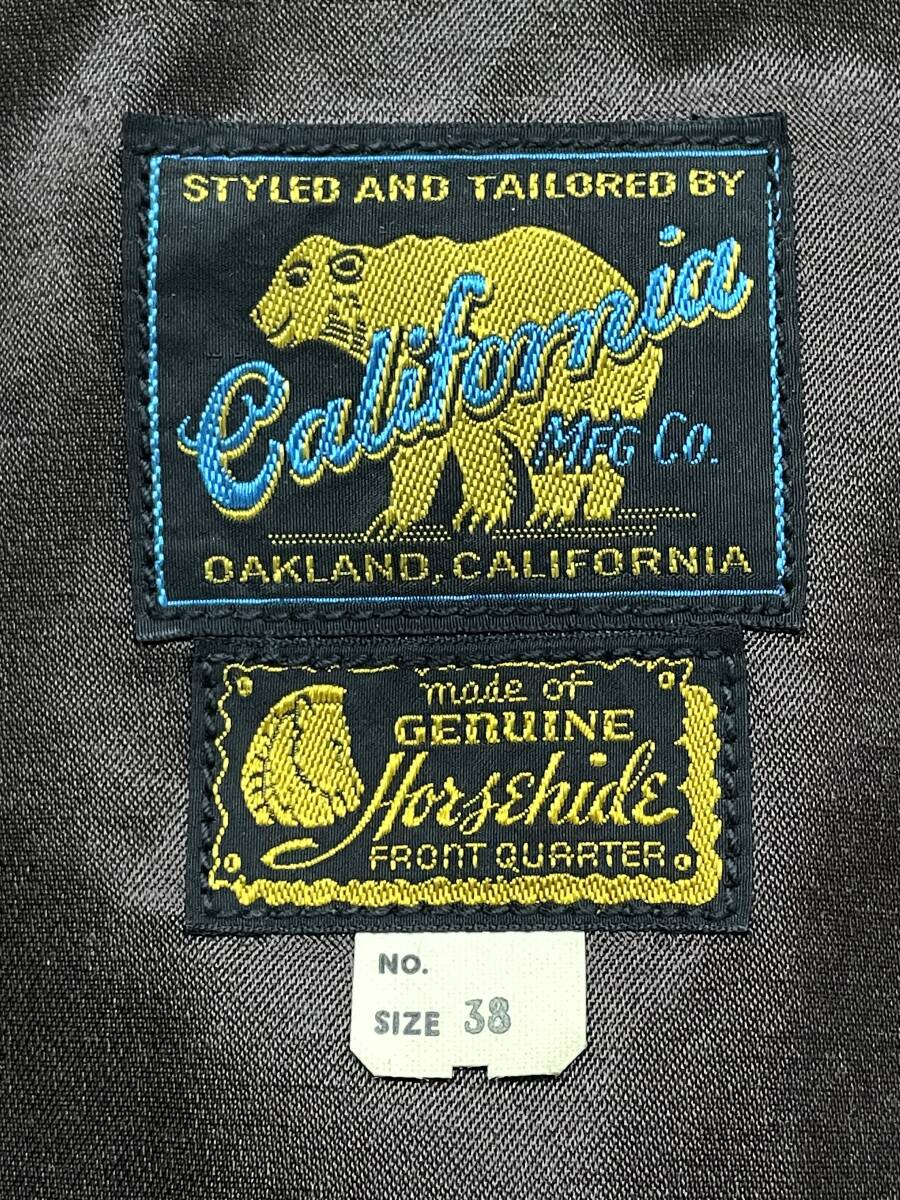 STYLED AND TAILORED BY
California
MFG CO.
OAKLAND, CALIFORNIA
made of
GENUINE
Horsehide
FRONT QUARTER
NO.
SIZE 38